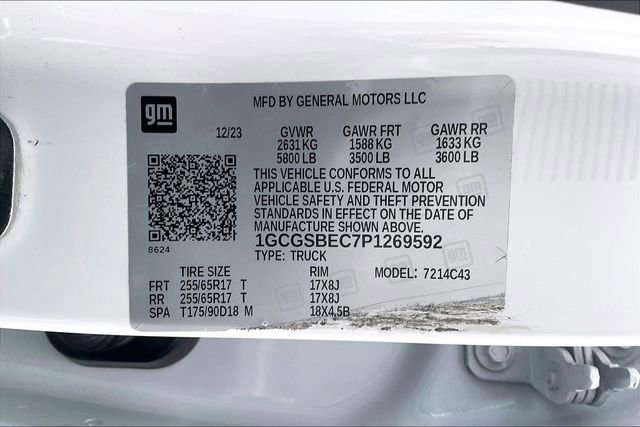 gm
MFD BY GENERAL MOTORS LLC
12/23 GVWR GAWR FRT GAWR RR
2631 KG 1588 KG 1633 KG
5800 LB 3500 LB 3600 LB
THIS VEHICLE CONFORMS TO ALL
APPLICABLE U.S. FEDERAL MOTOR
VEHICLE SAFETY AND THEFT PREVENTION
STANDARDS IN EFFECT ON THE DATE OF
MANUFACTURE SHOWN ABOVE.
8624
1GCGSBEC7P1269592
TYPE: TRUCK
TIRE SIZE RIM MODEL: 7214C43
FRT 255/65R17 T 17X8J
RR 255/65R17 T 17X8J
SPA T175/90D18 M 18X4.5B